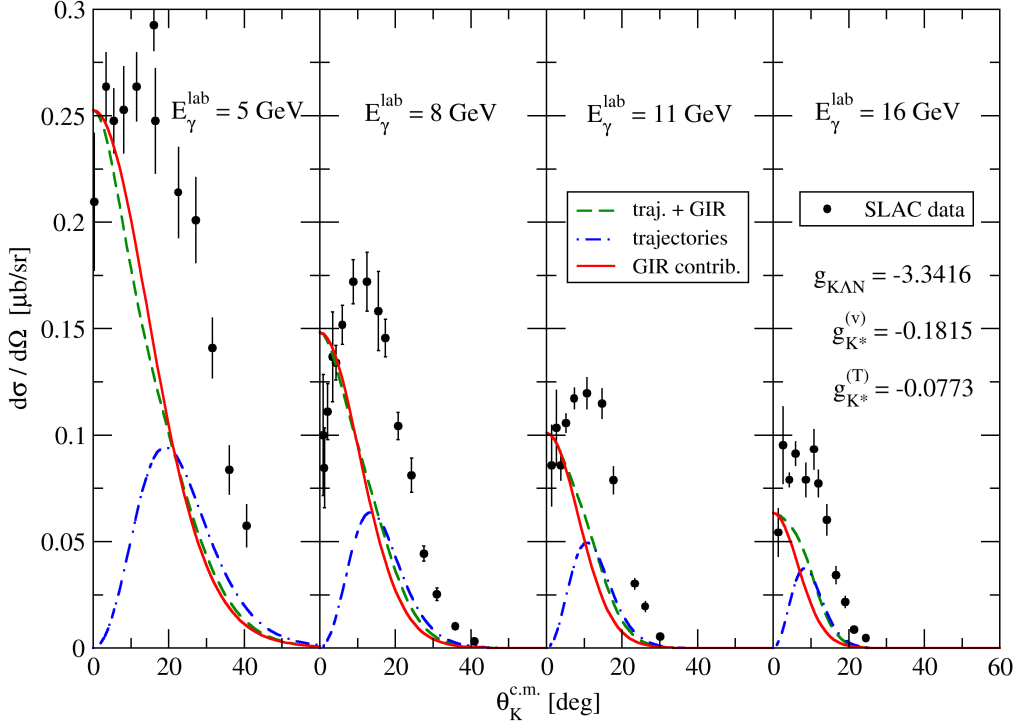 0.3
0.25
0.2
0.15
0.1
0.05
0
dσ / dΩ [μb/sr]
E_γ^lab = 5 GeV
E_γ^lab = 8 GeV
E_γ^lab = 11 GeV
E_γ^lab = 16 GeV
traj. + GIR
trajectories
GIR contrib.
SLAC data
g_KΛN = -3.3416
g_K*^(v) = -0.1815
g_K*^(T) = -0.0773
0 20 40 0 20 40 0 20 40 0 20 40 60
θ_K^c.m. [deg]